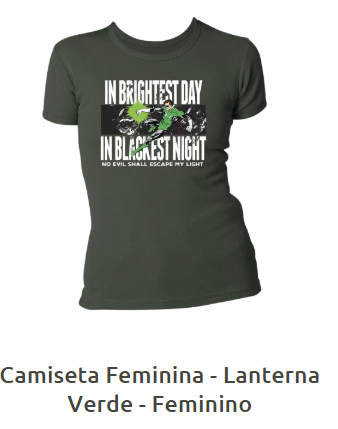 IN BRIGHTEST DAY
IN BLACKEST NIGHT
NO EVIL SHALL ESCAPE MY LIGHT
Camiseta Feminina - Lanterna
Verde - Feminino